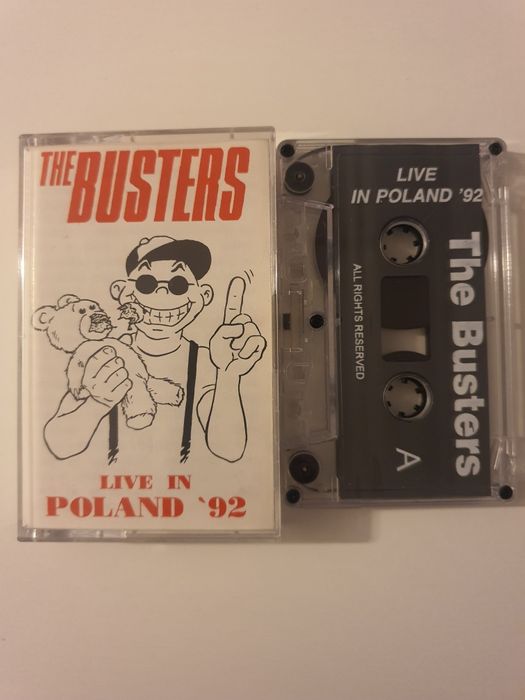 THE BUSTERS
LIVE IN
POLAND `92
LIVE
IN POLAND '92
The Busters
ALL RIGHTS RESERVED
A